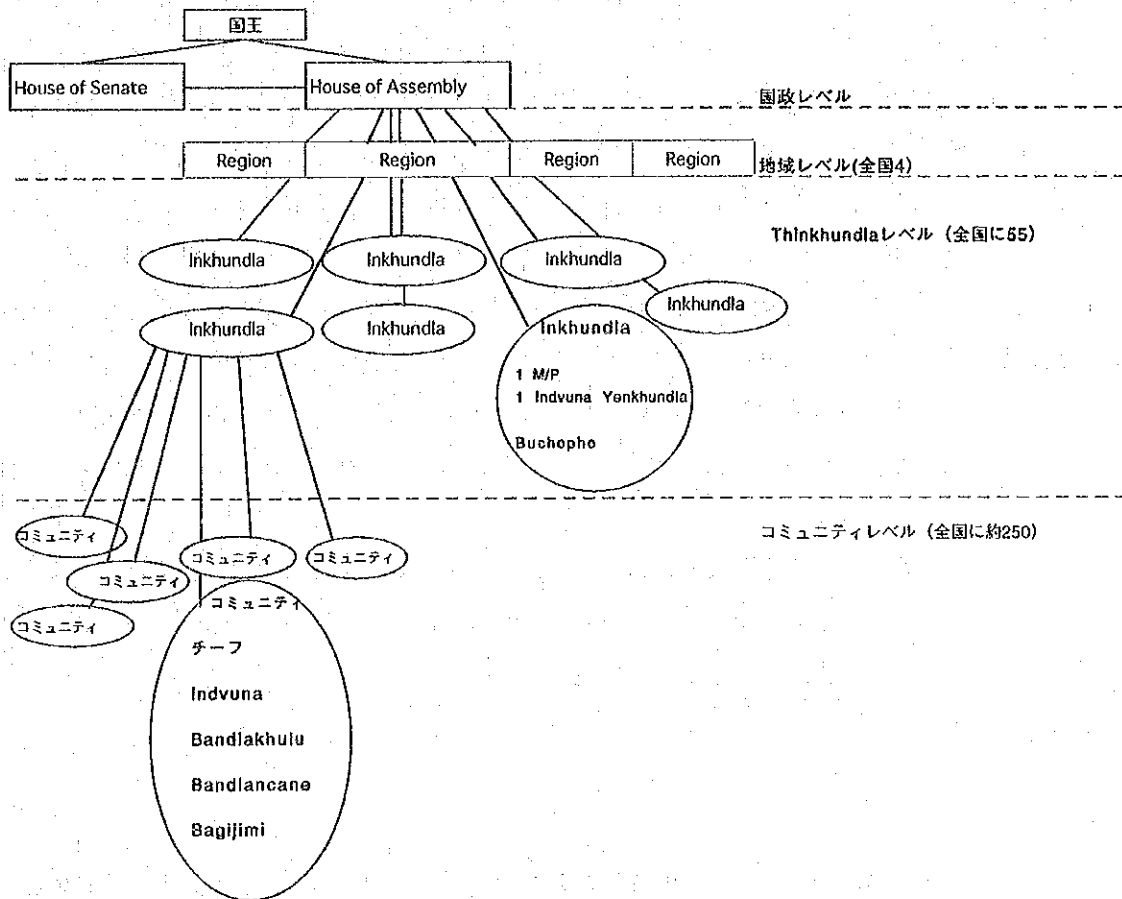 国王
House of Senate
House of Assembly
国政レベル
Region
Region
Region
Region
地域レベル(全国4)
Thinkhundlaレベル(全国に55)
Inkhundla
Inkhundla
Inkhundla
Inkhundla
Inkhundla
Inkhundla
Inkhundla
1 M/P
1 Indvuna Yenkhundla
Buchopho
コミュニティレベル(全国に約250)
コミュニティ
コミュニティ
コミュニティ
コミュニティ
コミュニティ
コミュニティ
チーフ
Indvuna
Bandlakhulu
Bandlancane
Bagijimi